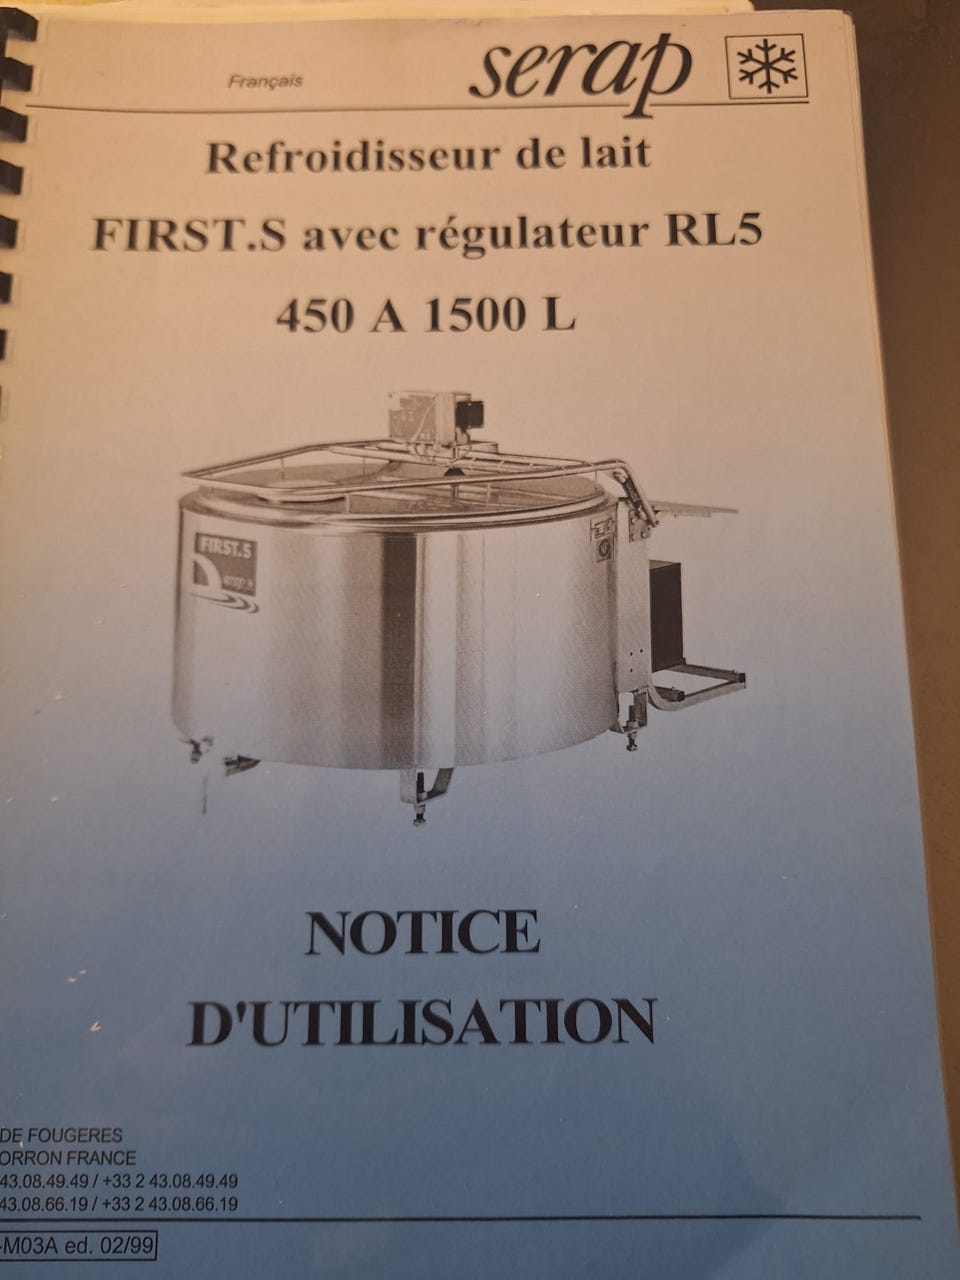 Français
serap
Refroidisseur de lait
FIRST.S avec régulateur RL5
450 A 1500 L
FIRST.S
serap
NOTICE
D'UTILISATION
DE FOUGERES
ORRON FRANCE
43.08.49.49 / +33 2 43.08.49.49
43.08.66.19 / +33 2 43.08.66.19
-M03A ed. 02/99